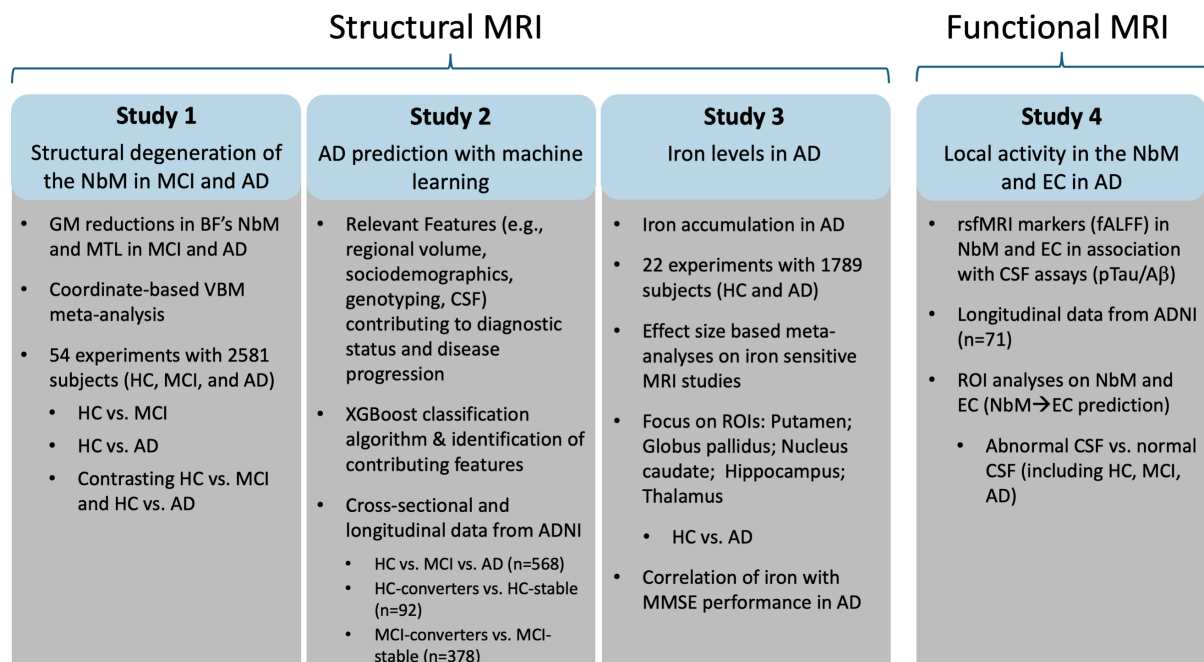 Structural MRI
Functional MRI
Study 1
Structural degeneration of
the NbM in MCI and AD
• GM reductions in BF's NbM
and MTL in MCI and AD
• Coordinate-based VBM
meta-analysis
• 54 experiments with 2581
subjects (HC, MCI, and AD)
• HC vs. MCI
• HC vs. AD
• Contrasting HC vs. MCI
and HC vs. AD
Study 2
AD prediction with machine
learning
• Relevant Features (e.g.,
regional volume,
sociodemographics,
genotyping, CSF)
contributing to diagnostic
status and disease
progression
• XGBoost classification
algorithm & identification of
contributing features
• Cross-sectional and
longitudinal data from ADNI
• HC vs. MCI vs. AD (n=568)
• HC-converters vs. HC-stable
(n=92)
• MCI-converters vs. MCI-
stable (n=378)
Study 3
Iron levels in AD
• Iron accumulation in AD
• 22 experiments with 1789
subjects (HC and AD)
• Effect size based meta-
analyses on iron sensitive
MRI studies
• Focus on ROIs: Putamen;
Globus pallidus; Nucleus
caudate; Hippocampus;
Thalamus
• HC vs. AD
• Correlation of iron with
MMSE performance in AD
Study 4
Local activity in the NbM
and EC in AD
• rsfMRI markers (fALFF) in
NbM and EC in association
with CSF assays (pTau/Aβ)
• Longitudinal data from ADNI
(n=71)
• ROI analyses on NbM and
EC (NbM→EC prediction)
• Abnormal CSF vs. normal
CSF (including HC, MCI,
AD)